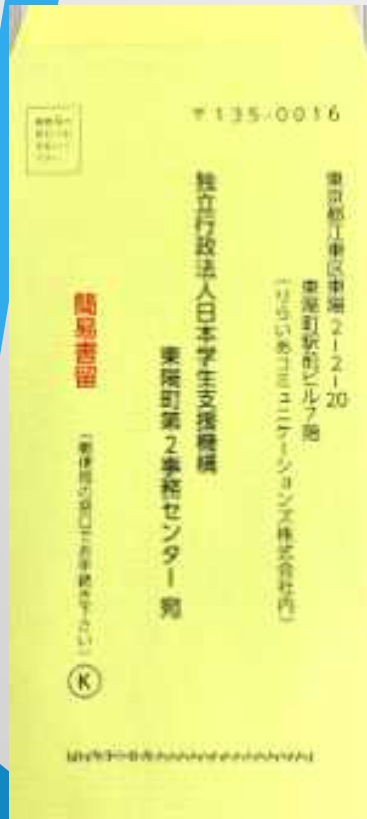 〒135-0016
東京都江東区東陽2-2-20
東陽町駅前ビル7階
(りらいあコミュニケーションズ株式会社内)
独立行政法人日本学生支援機構
東陽町第2事務センター 宛
簡易書留
(郵便局の窓口でお手続き下さい)
K